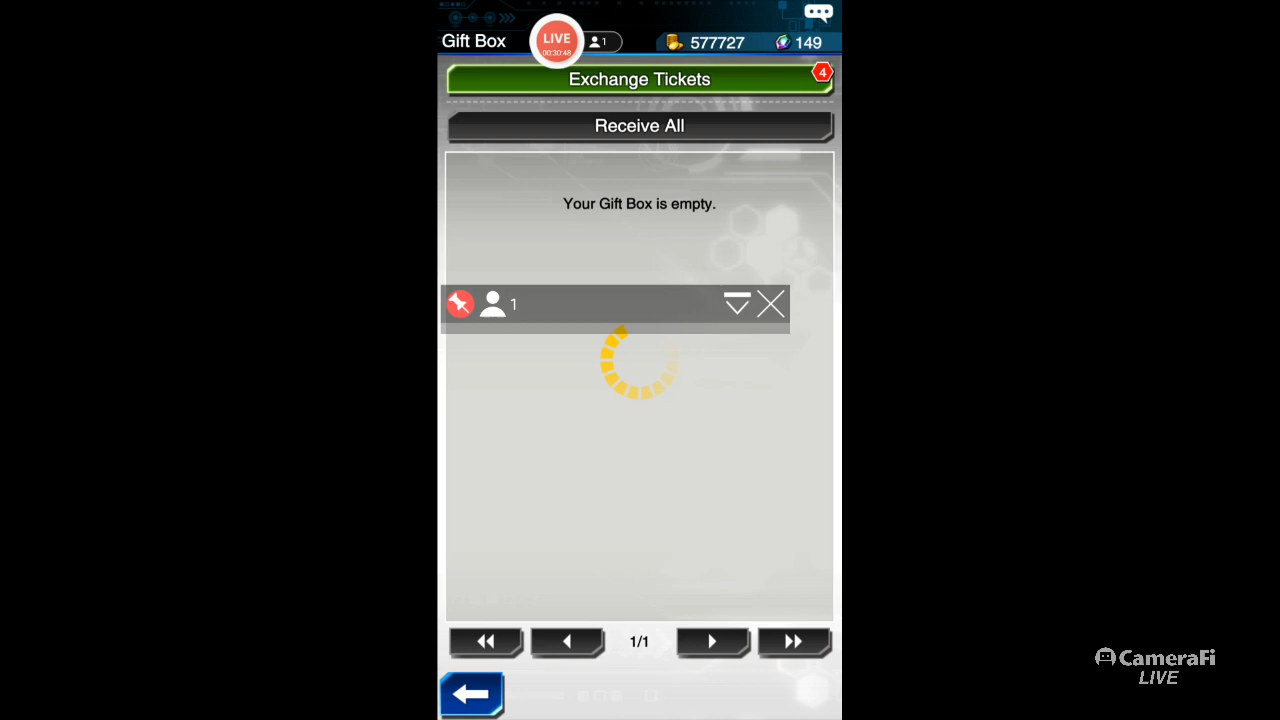 Gift Box
LIVE
00:30:48
1
577727
149
Exchange Tickets
4
Receive All
Your Gift Box is empty.
1
1/1
CameraFi
LIVE